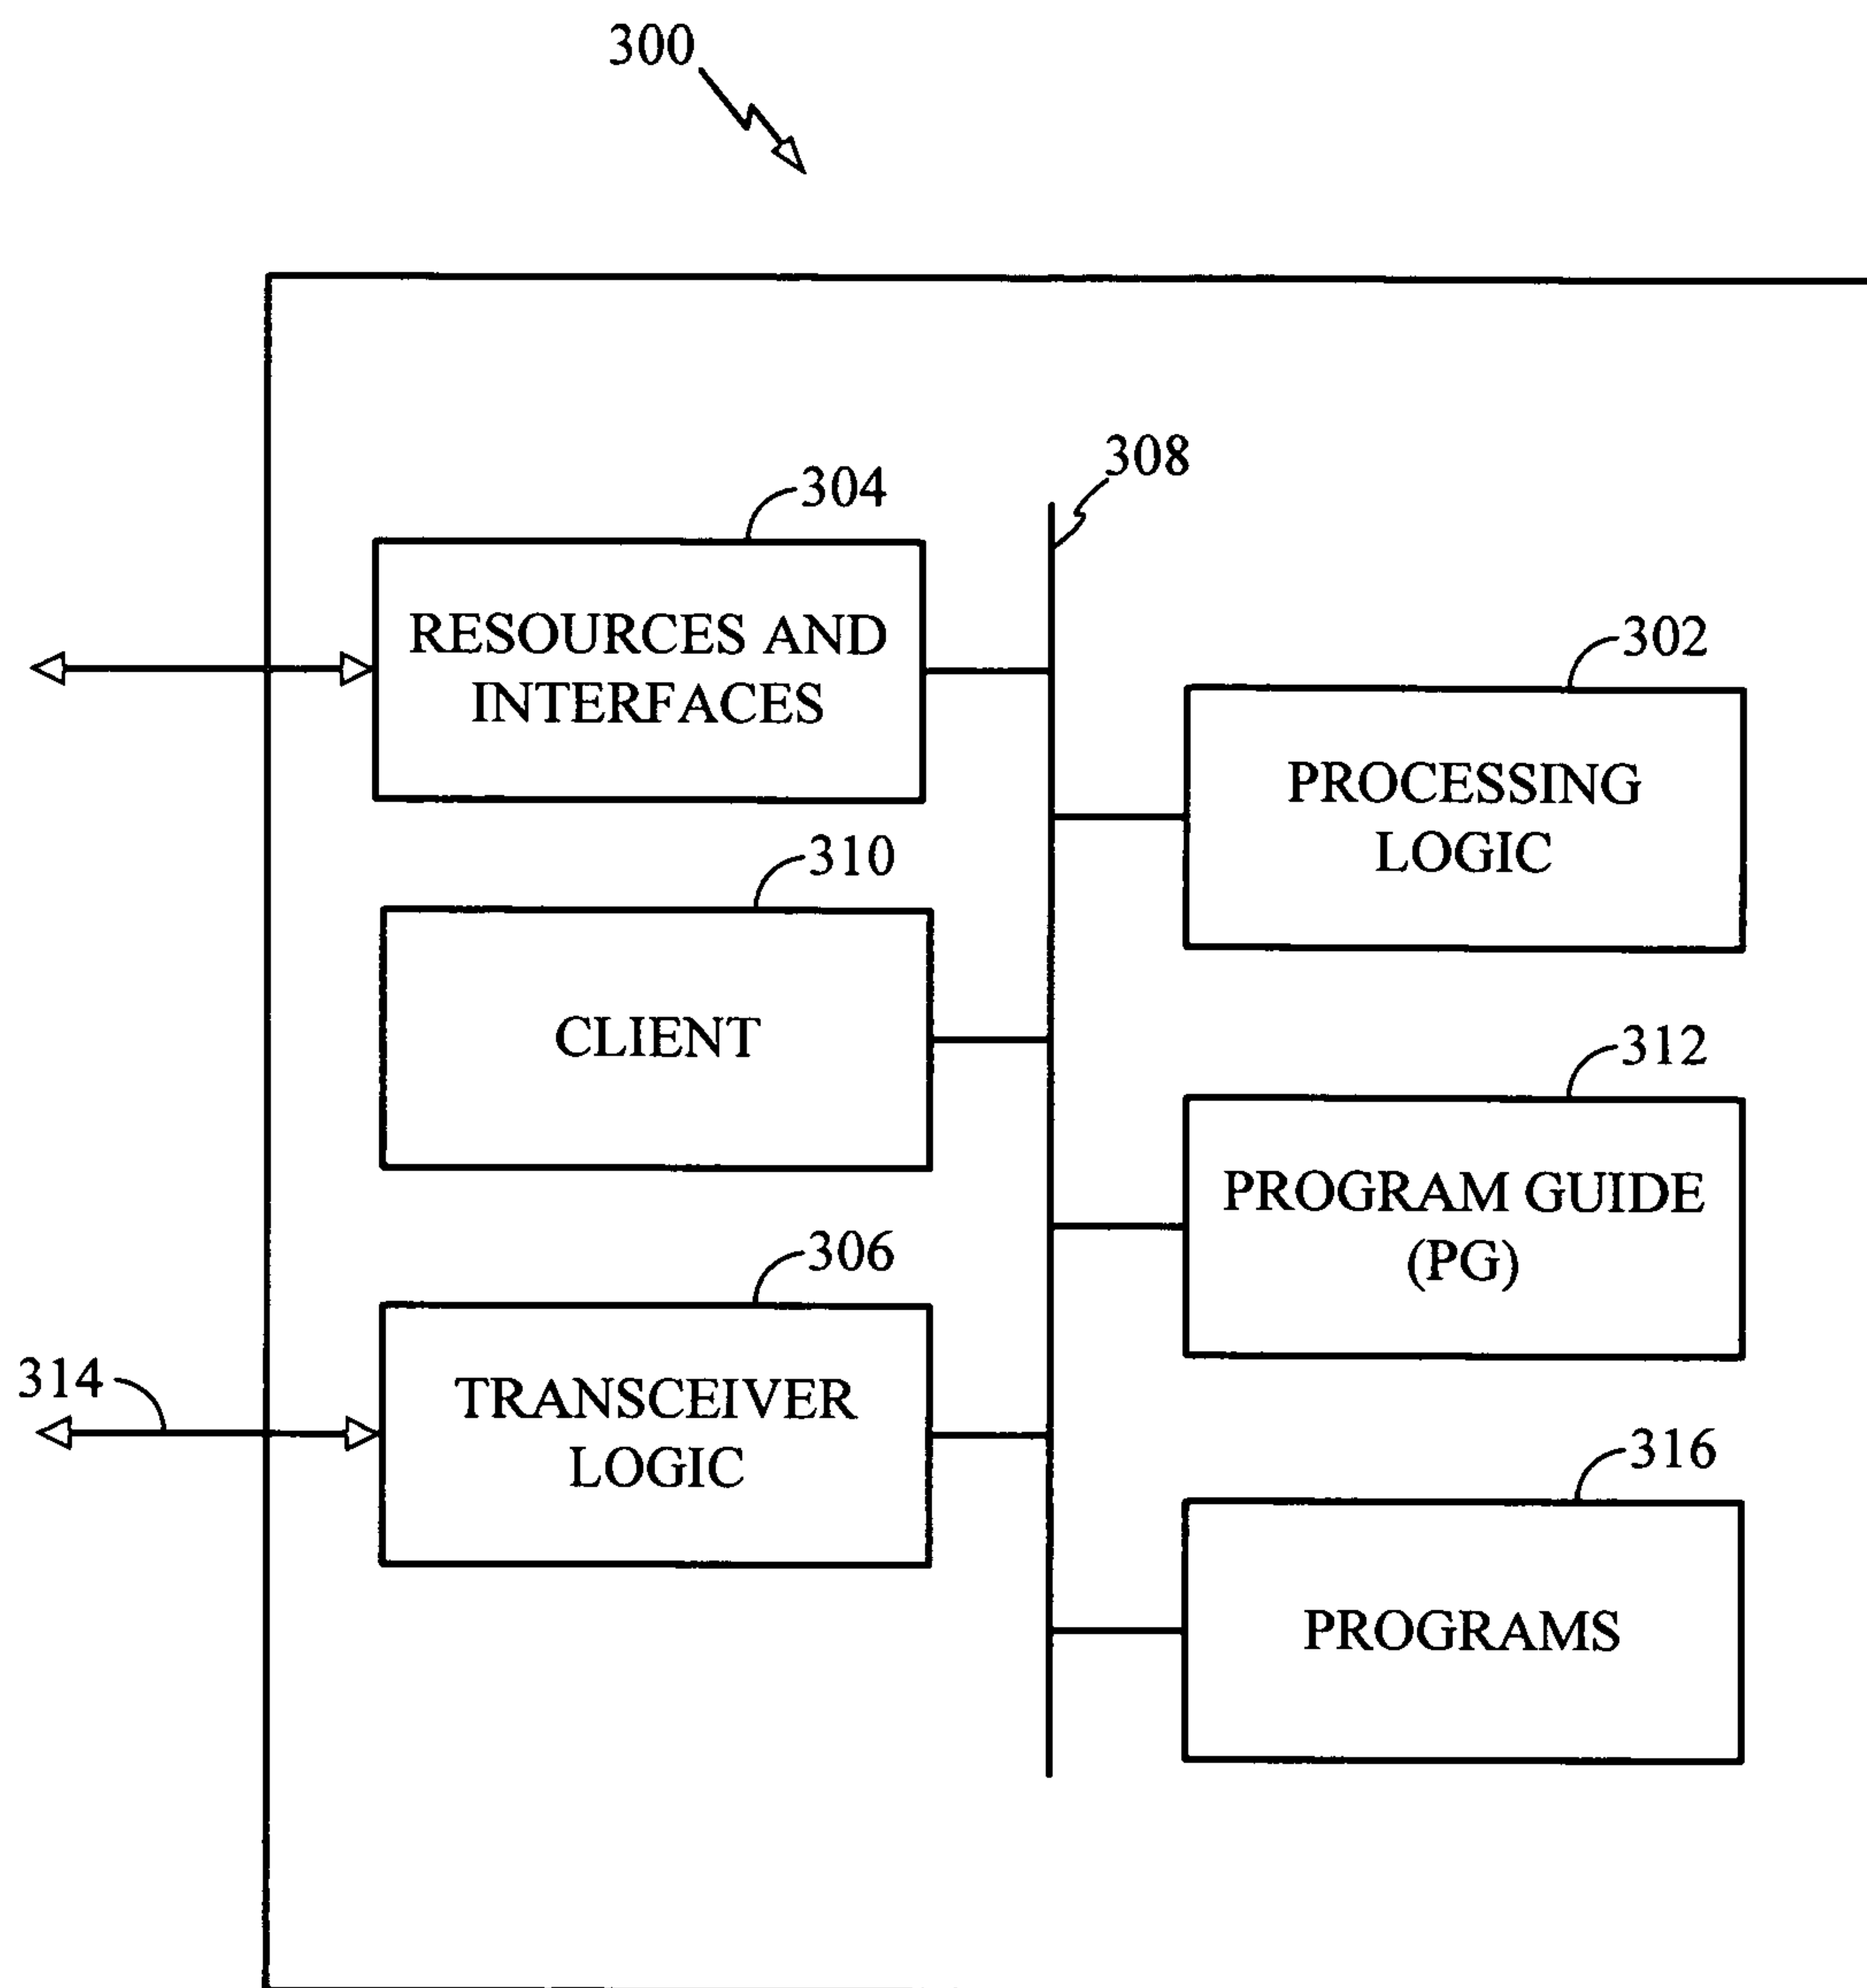 300
308
304
RESOURCES AND
INTERFACES
302
PROCESSING
LOGIC
310
CLIENT
312
PROGRAM GUIDE
(PG)
306
314
TRANSCEIVER
LOGIC
316
PROGRAMS